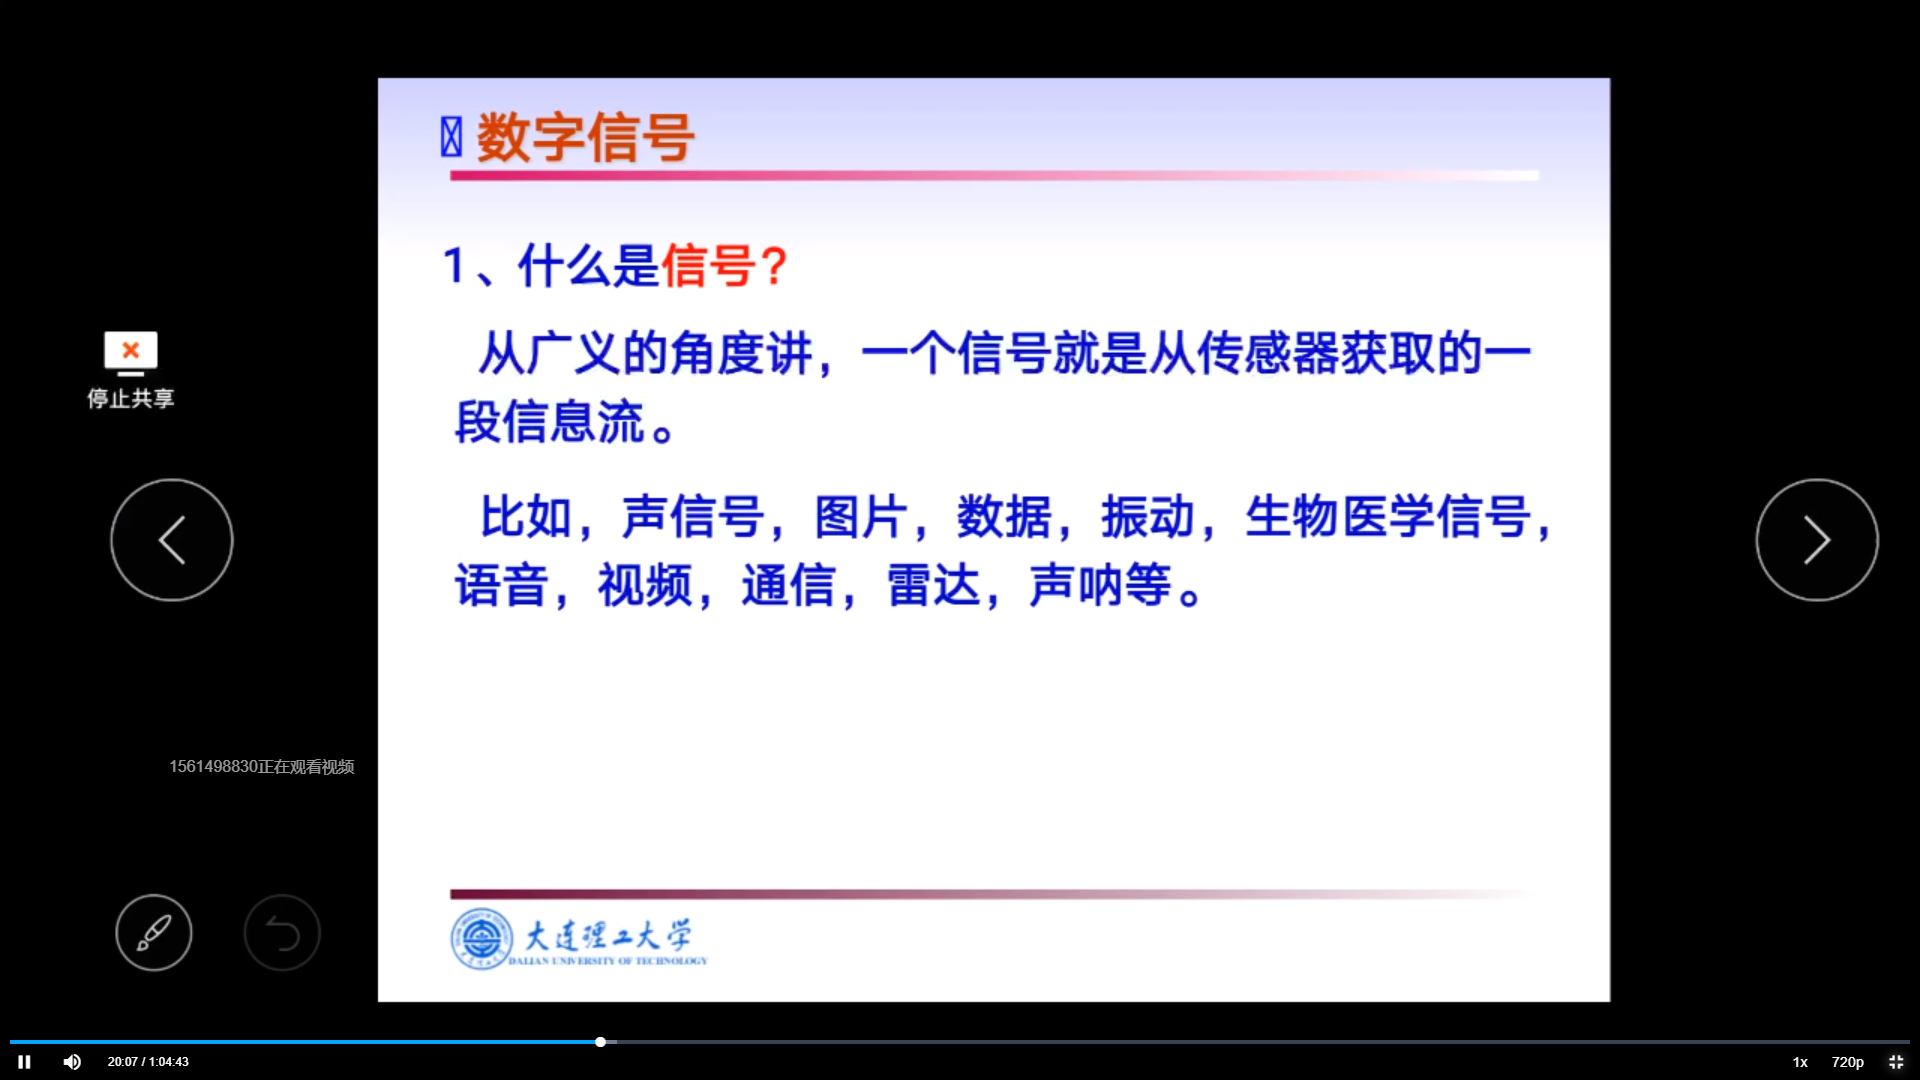 数字信号
1、什么是信号?
从广义的角度讲，一个信号就是从传感器获取的一
段信息流。
比如，声信号，图片，数据，振动，生物医学信号，
语音，视频，通信，雷达，声呐等。
停止共享
1561498830正在观看视频
大连理工大学
DALIAN UNIVERSITY OF TECHNOLOGY
20:07 / 1:04:43
1x
720p